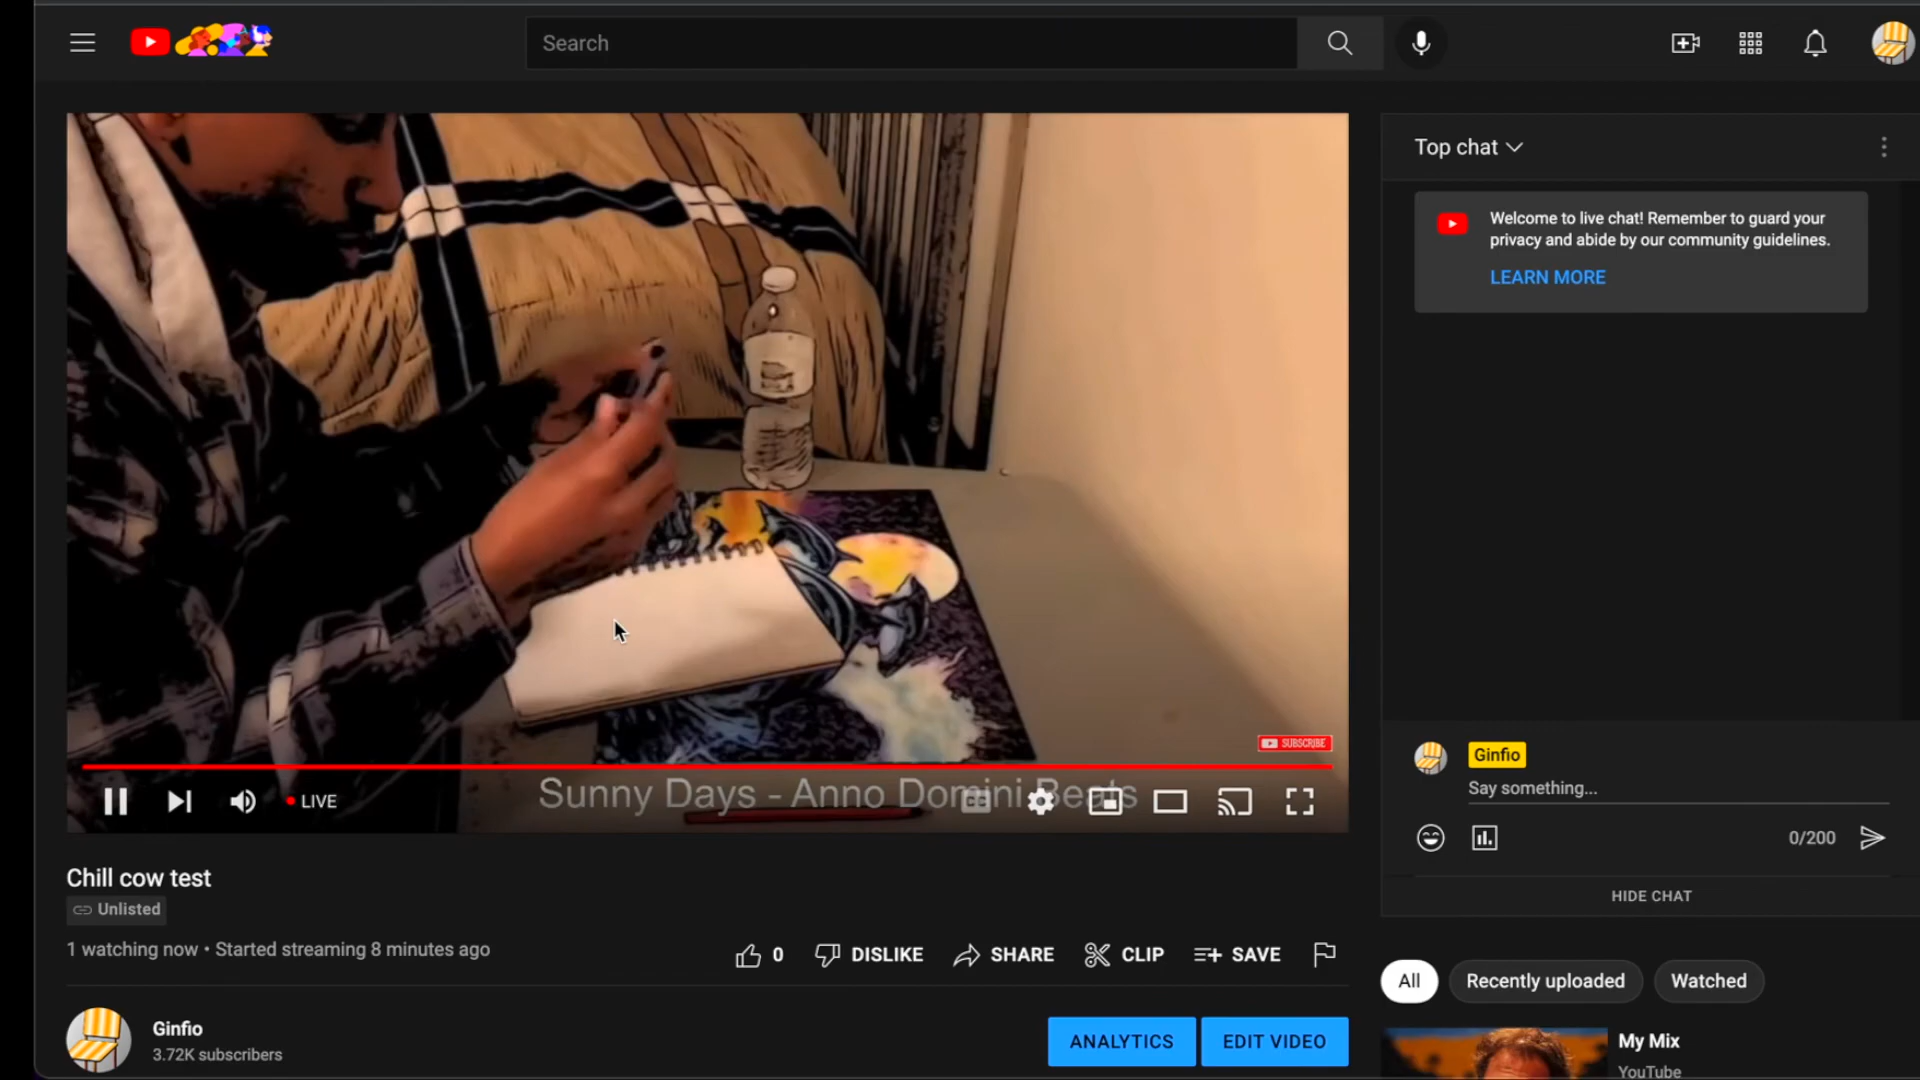 Search
Top chat
Welcome to live chat! Remember to guard your
privacy and abide by our community guidelines.
LEARN MORE
SUBSCRIBE
LIVE
Sunny Days - Anno Domini Beats
Chill cow test
Unlisted
1 watching now • Started streaming 8 minutes ago
0
DISLIKE
SHARE
CLIP
SAVE
Ginfio
3.72K subscribers
ANALYTICS
EDIT VIDEO
Ginfio
Say something...
0/200
HIDE CHAT
All
Recently uploaded
Watched
My Mix
YouTube